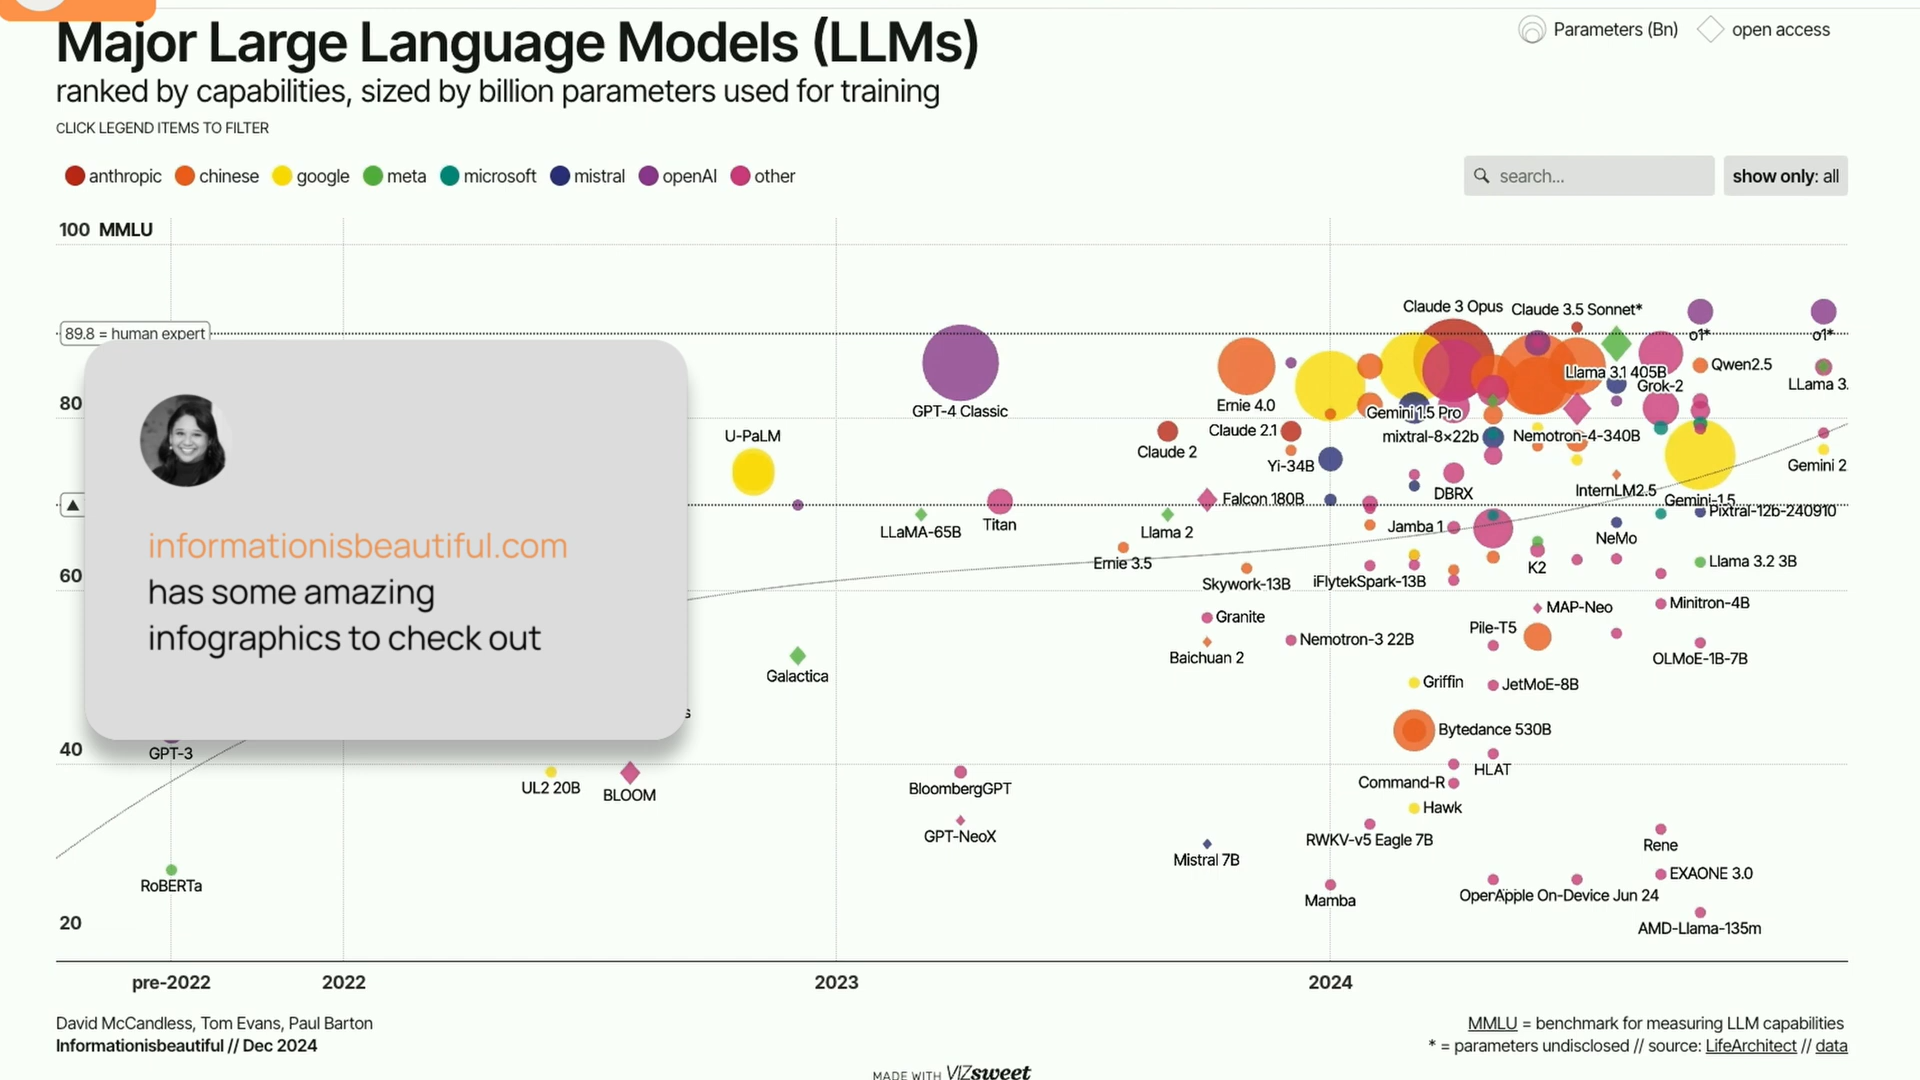 Major Large Language Models (LLMs)
ranked by capabilities, sized by billion parameters used for training
CLICK LEGEND ITEMS TO FILTER
Parameters (Bn)
open access
anthropic
chinese
google
meta
microsoft
mistral
openAI
other
search...
show only: all
100 MMLU
89.8 = human expert
80
60
40
20
▲
informationisbeautiful.com
has some amazing
infographics to check out
s
GPT-3
RoBERTa
UL2 20B
BLOOM
U-PaLM
Galactica
GPT-4 Classic
LLaMA-65B
Titan
BloombergGPT
GPT-NeoX
Ernie 3.5
Claude 2
Llama 2
Falcon 180B
Ernie 4.0
Claude 2.1
Yi-34B
Skywork-13B
Granite
Baichuan 2
Nemotron-3 22B
Mistral 7B
Mamba
Claude 3 Opus
Claude 3.5 Sonnet*
o1*
o1*
Llama 3.1 405B
Grok-2
Qwen2.5
LLama 3.
Gemini 1.5 Pro
mixtral-8x22b
Nemotron-4-340B
Gemini 2
DBRX
InternLM2.5
Gemini-1.5
Pixtral-12b-240910
Jamba 1
NeMo
K2
Llama 3.2 3B
iFlytekSpark-13B
MAP-Neo
Minitron-4B
Pile-T5
OLMoE-1B-7B
Griffin
JetMoE-8B
Bytedance 530B
HLAT
Command-R
Hawk
RWKV-v5 Eagle 7B
Rene
EXAONE 3.0
Apple On-Device Jun 24
AMD-Llama-135m
pre-2022
2022
2023
2024
David McCandless, Tom Evans, Paul Barton
Informationisbeautiful // Dec 2024
MMLU = benchmark for measuring LLM capabilities
* = parameters undisclosed // source: LifeArchitect // data
MADE WITH VIZsweet